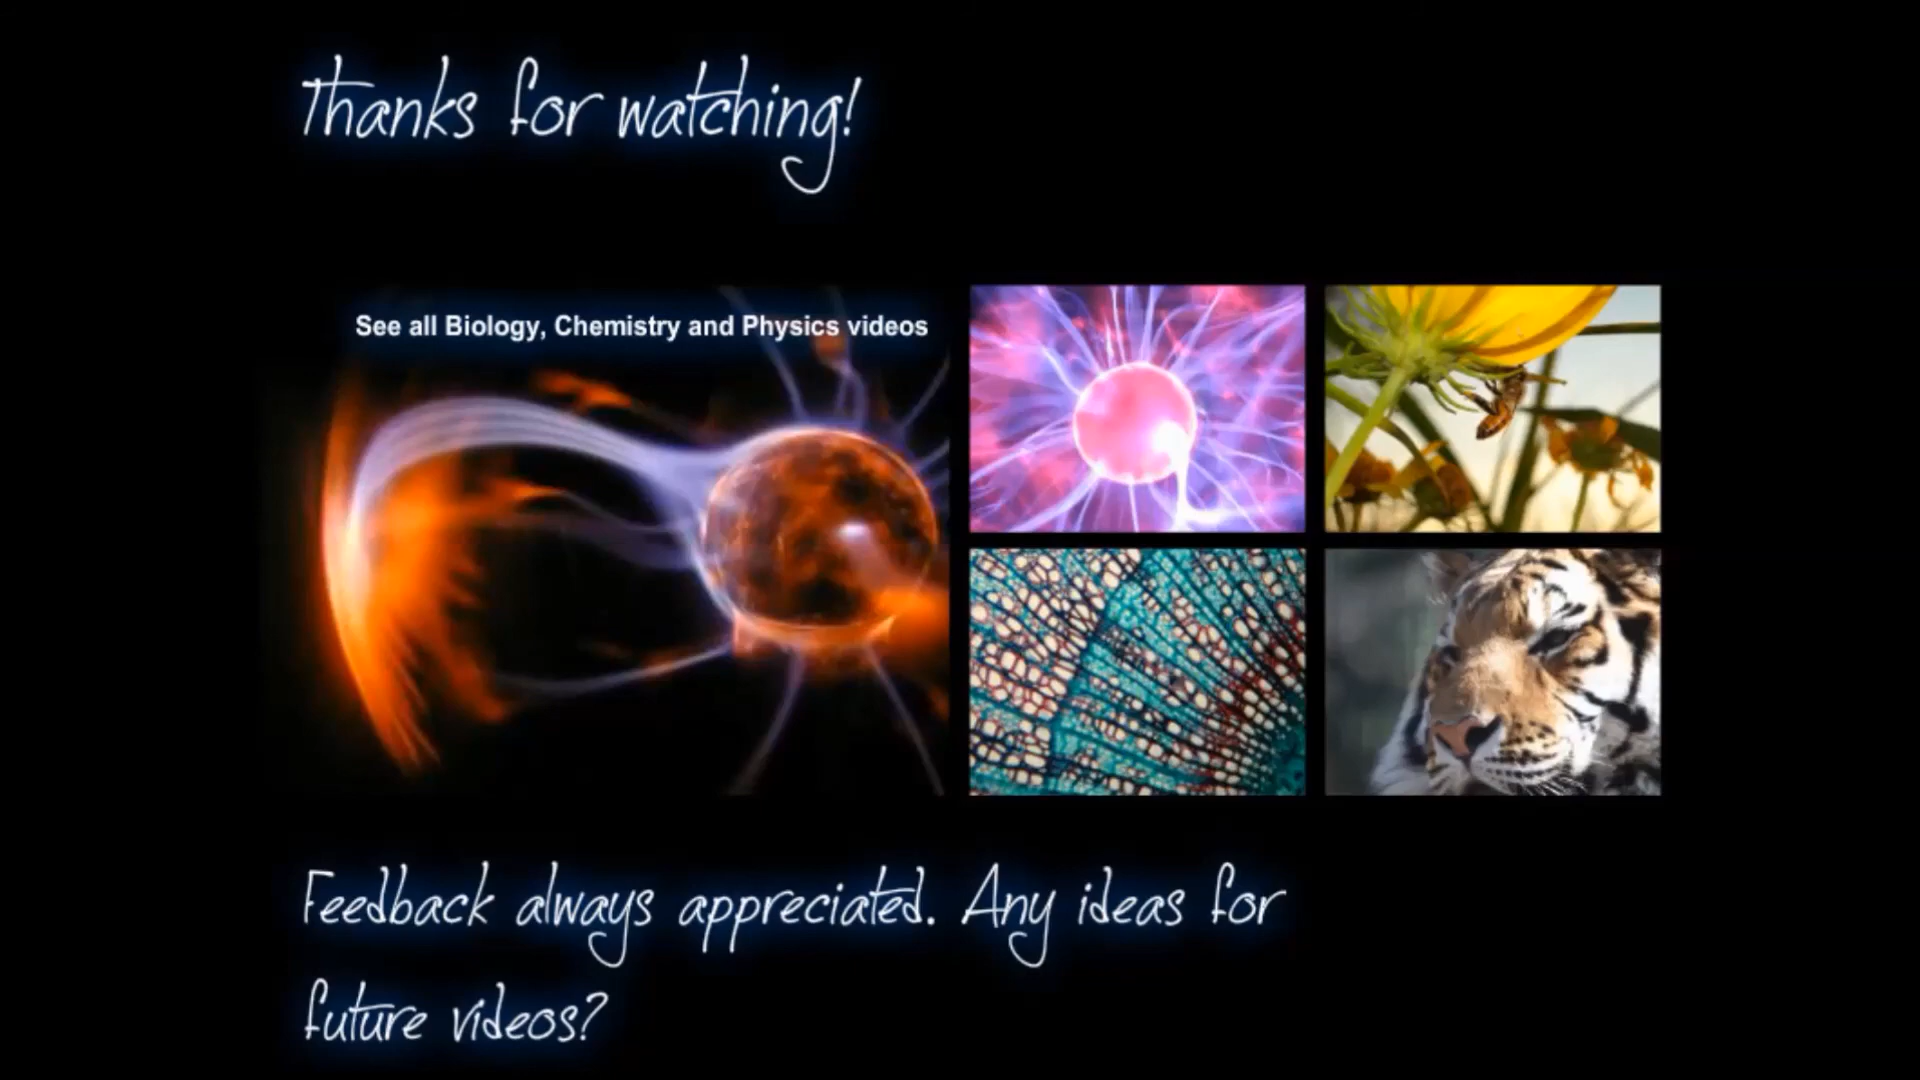 Thanks for watching!
See all Biology, Chemistry and Physics videos
Feedback always appreciated. Any ideas for
future videos?